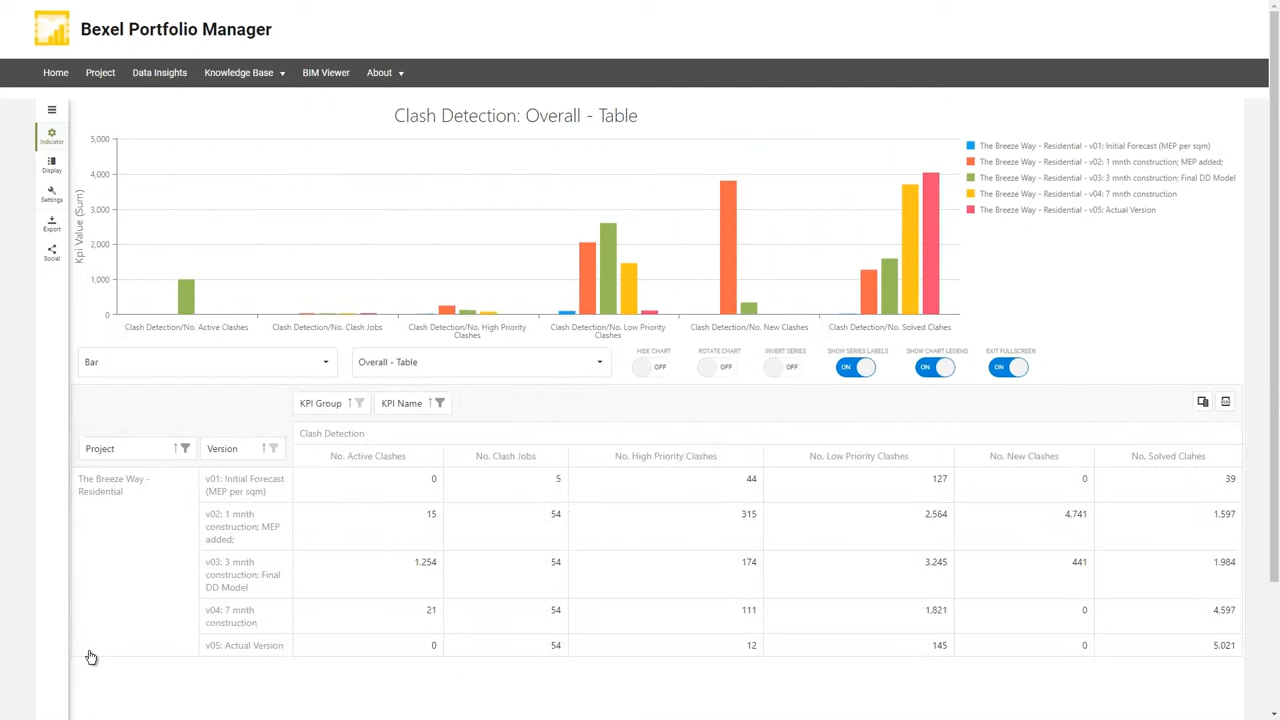 Bexel Portfolio Manager
Home Project Data Insights Knowledge Base BIM Viewer About
Indicator
Display
Settings
Export
Social
Clash Detection: Overall - Table
Kpi Value (Sum)
5,000
4,000
3,000
2,000
1,000
0
Clash Detection/No. Active Clashes
Clash Detection/No. Clash Jobs
Clash Detection/No. High Priority
Clashes
Clash Detection/No. Low Priority
Clashes
Clash Detection/No. New Clashes
Clash Detection/No. Solved Clahes
The Breeze Way - Residential - v01: Initial Forecast (MEP per sqm)
The Breeze Way - Residential - v02: 1 mnth construction; MEP added;
The Breeze Way - Residential - v03: 3 mnth construction; Final DD Model
The Breeze Way - Residential - v04: 7 mnth construction
The Breeze Way - Residential - v05: Actual Version
Bar
Overall - Table
HIDE CHART
OFF
ROTATE CHART
OFF
INVERT SERIES
OFF
SHOW SERIES LABELS
ON
SHOW CHART LEGEND
ON
EXIT FULLSCREEN
ON
KPI Group KPI Name
Clash Detection
Project Version
No. Active Clashes No. Clash Jobs No. High Priority Clashes No. Low Priority Clashes No. New Clashes No. Solved Clahes
The Breeze Way -
Residential
v01: Initial Forecast
(MEP per sqm)
0 5 44 127 0 39
v02: 1 mnth
construction; MEP
added;
15 54 315 2,564 4,741 1.597
v03: 3 mnth
construction; Final
DD Model
1.254 54 174 3.245 441 1.984
v04: 7 mnth
construction
21 54 111 1,821 0 4.597
v05: Actual Version
0 54 12 145 0 5.021